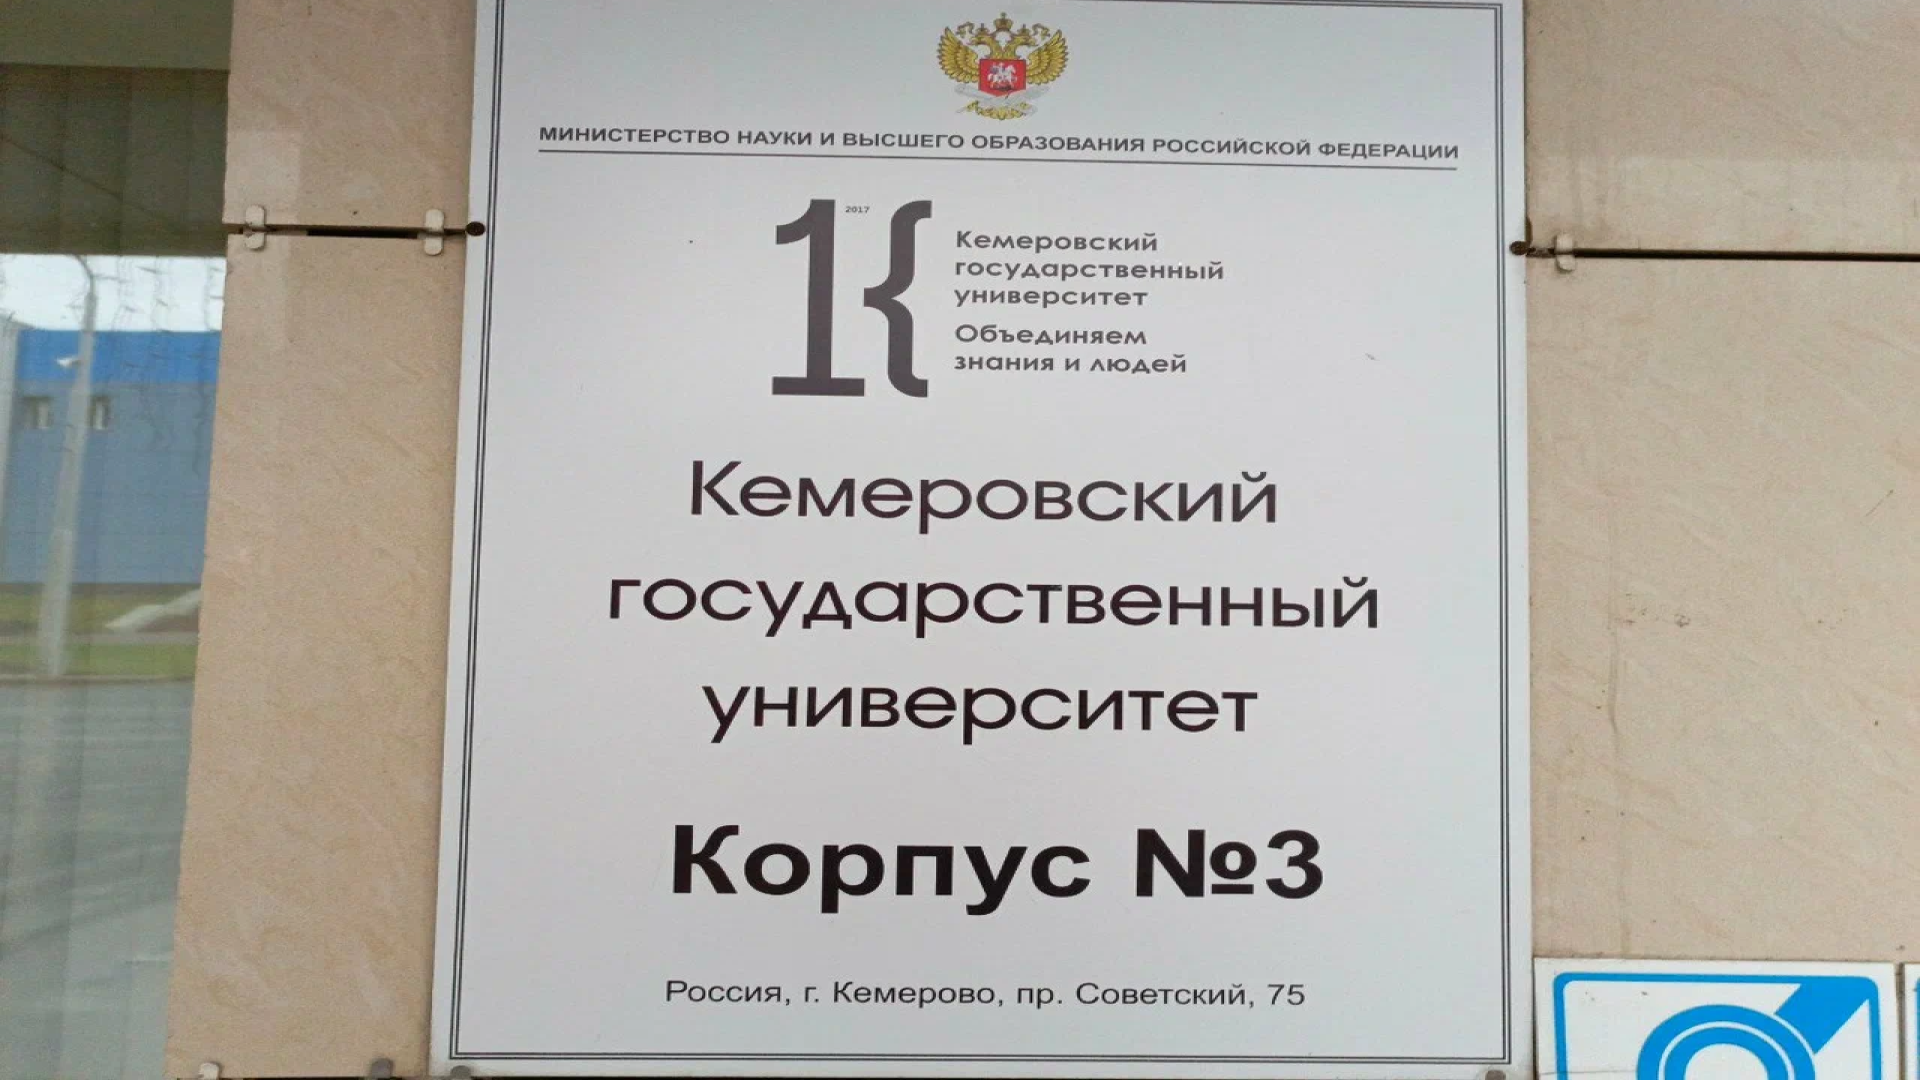 МИНИСТЕРСТВО НАУКИ И ВЫСШЕГО ОБРАЗОВАНИЯ РОССИЙСКОЙ ФЕДЕРАЦИИ
2017
Кемеровский
государственный
университет
Объединяем
знания и людей
Кемеровский
государственный
университет
Корпус №3
Россия, г. Кемерово, пр. Советский, 75